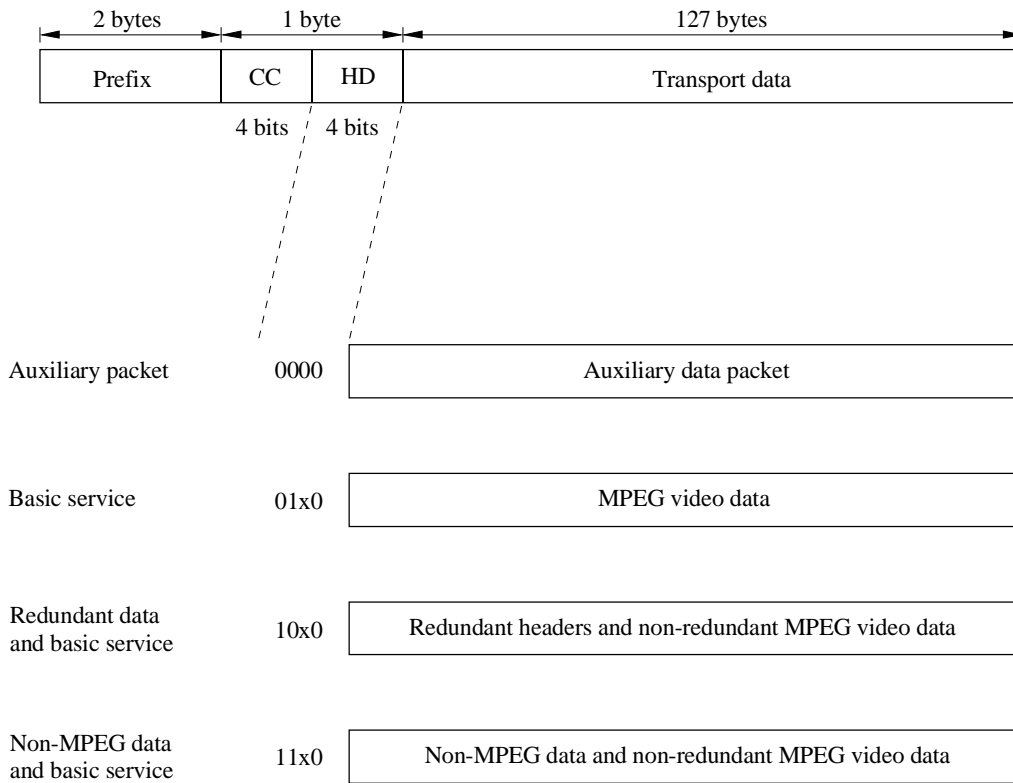 2 bytes 1 byte 127 bytes
Prefix CC HD Transport data
4 bits 4 bits
Auxiliary packet 0000 Auxiliary data packet
Basic service 01x0 MPEG video data
Redundant data
and basic service 10x0 Redundant headers and non-redundant MPEG video data
Non-MPEG data
and basic service 11x0 Non-MPEG data and non-redundant MPEG video data